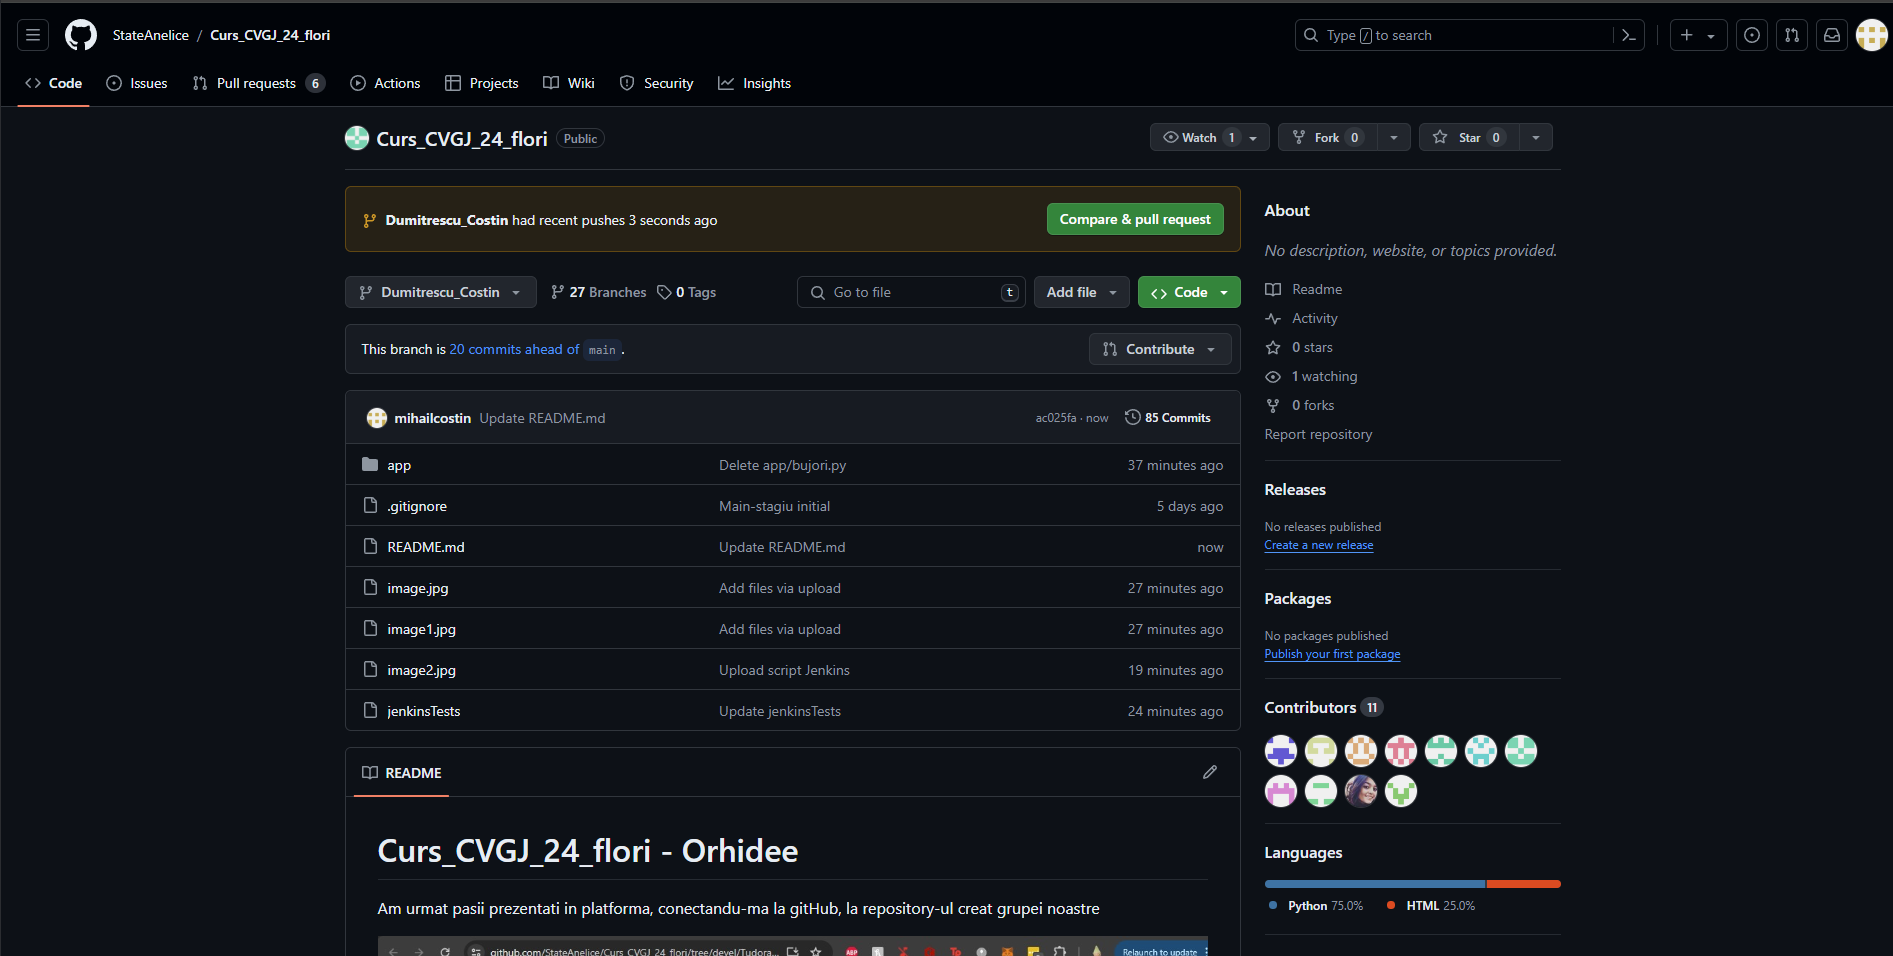 StateAnelice / Curs_CVGJ_24_flori
Type / to search
Code Issues Pull requests 6 Actions Projects Wiki Security Insights
Curs_CVGJ_24_flori Public
Watch 1 Fork 0 Star 0
Dumitrescu_Costin had recent pushes 3 seconds ago
Compare & pull request
Dumitrescu_Costin 27 Branches 0 Tags
Go to file t
Add file
Code
This branch is 20 commits ahead of main .
Contribute
mihailcostin Update README.md ac025fa · now 85 Commits
app Delete app/bujori.py 37 minutes ago
.gitignore Main-stagiu initial 5 days ago
README.md Update README.md now
image.jpg Add files via upload 27 minutes ago
image1.jpg Add files via upload 27 minutes ago
image2.jpg Upload script Jenkins 19 minutes ago
jenkinsTests Update jenkinsTests 24 minutes ago
README
Curs_CVGJ_24_flori - Orhidee
Am urmat pasii prezentati in platforma, conectandu-ma la gitHub, la repository-ul creat grupei noastre
github.com/StateAnelice/Curs_CVGJ_24_flori/tree/devel/Tudora...
ABP
Relaunch to update
About
No description, website, or topics provided.
Readme
Activity
0 stars
1 watching
0 forks
Report repository
Releases
No releases published
Create a new release
Packages
No packages published
Publish your first package
Contributors 11
Languages
Python 75.0% HTML 25.0%